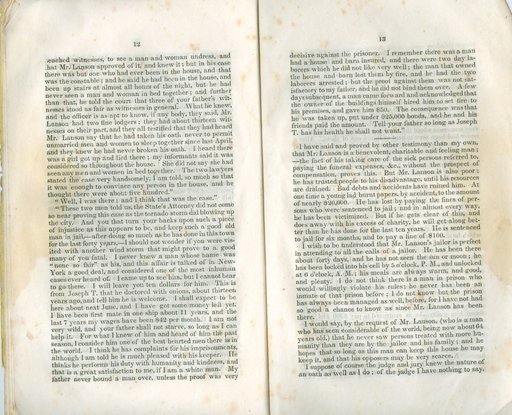 12
witnesses, to see a man and woman undress, and
that Mr. Lanson approved of it, and knew it; but in his case
there was but one who had ever been in the house, and that
was the constable; and he said he had been in the house, and
been up stairs at almost all hours of the night, but he had
never seen a man and woman in bed together; and further
than that, he told the court that three of your father's wit-
nesses stood as fair as witnesses in general. What he knew,
and the officer is as apt to know, if any body, they said, Mr.
Lanson had two fine lodgers; they had about thirteen wit-
nesses on their part, and they all testified that they had heard
Mr. Lanson say that he had taken his oath never to permit
unmarried men and women to sleep together since last April,
and they knew he had never broken his oath. I heard there
was a girl got up and lied there; my informants said it was
considered so throughout the house. She did not say she had
seen any men and women in bed together. The two lawyers
stated the case very handsomely, I am told, so much so that
it was enough to convince any person in the house, and he
thought there were about five hundred."
"Well, I was there; and I think that was the case."
"These two men told us, the State's Attorney did not come
so near proving this case as the tornado storm did blowing up
the city. And you that turn your backs upon such a piece
of injustice as this appears to be, and keep such a good old
man in jail—after doing so much as he has done in this town
for the last forty years,—I should not wonder if you were vis-
ited with another wind storm that might prove to a good
many of you fatal. I never knew a man whose name was
"none so fair" as his, and this affair is talked of in New-
York a good deal, and considered one of the most inhuman
cases ever heard of. I came up to see him, but I cannot bear
to go there. I will leave you ten dollars for him. This is
from Joseph T. that he doctored with onions, about thirteen
years ago, and tell him he is welcome. I shall expect to be
here about next June, and I have got some money left yet.
I have been first mate in one ship about 11 years, and the
last 7 years my wages have been $42 per month. I am not
very wild, and your father shall not starve, so long as I can
help it. For what I knew of him and heard of him the past
season, I consider him one of the best hearted men there is in
the world. I think he has complaints for his imprisonment,
although I am told he is much pleased with his keeper. He
thinks he performs his duty with humanity and kindness, and
that is a great satisfaction to me, if I am a white man. My
father never bound a man over, unless the proof was very
13
decisive against the prisoner. I remember there was a man
had a house and barn insured, and there were two day la-
borers which he did not like very well; the man that owned
the house and barn lost them by fire, and he had the two
laborers arrested; but the proof against them was not sat-
isfactory to my father, and he did not bind them over. A few
days subsequent, a man came forward and acknowledged that
the owner of the buildings himself hired him to set fire to
his premises, and gave him $50. The consequence was that
he was taken up, put under $25,000 bonds, and he and his
friends paid the amount. Tell your father so long as Joseph
T. has his health he shall not want."
I have said and proved by other testimony than my own,
that Mr. Lanson is a benevolent, charitable and feeling man;
—the fact of his taking care of the sick persons referred to,
paying the funeral expenses, &c., without the prospect of
compensation, proves this. But Mr. Lanson is also poor;
he has trusted people to his disadvantage, until his resources
are drained. Bad debts and accidents have ruined him. At
one time a young lad burnt papers, by accident, to the amount
of nearly $20,000. He has lost by paying the fines of per-
sons who were sentenced to jail; and in almost every way,
he has been victimized. But if he gets clear of this, and
does away with his excess of charity, he will get along bet-
ter than he has done for the last ten years. He is sentenced
to jail for six months, and to pay a fine of $100.
I wish to be understood that Mr. Lanson's jailor is perfect
in attending to all the calls of a jailor. He has been there
about forty days, and he has not seen the sun or moon; he
has been locked into his cell by 5 o'clock, P. M., and unlocked
at 6 o'clock, A. M.; his meals are always warm, and good,
and plenty. I do not think there is a man in prison who
would willingly violate his rules; he never has been an
inmate of that prison before; I do not know but the prison
has always been managed as well, before, for I have not had
so good a chance to know as since Mr. Lanson has been
there.
I would say, by the request of Mr. Lanson, (who is a man
who has seen considerable of the world, being now about 64
years old,) that he never saw persons treated with more hu-
manity than they are by the jailor and his family; and he
hopes that so long as this man can keep this house he may
keep it, and that his opposers may be very scarce.
I suppose of course the judge and jury knew the nature of
an oath as well as I do: of the judge I have nothing to say.